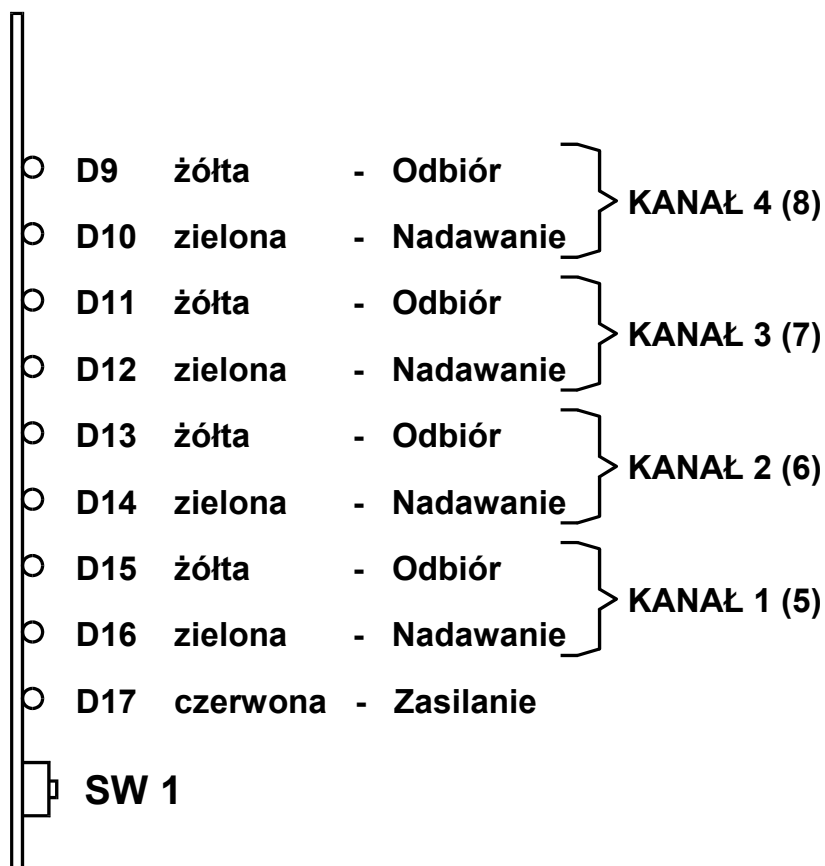 D9 żółta - Odbiór
KANAŁ 4 (8)
D10 zielona - Nadawanie
D11 żółta - Odbiór
KANAŁ 3 (7)
D12 zielona - Nadawanie
D13 żółta - Odbiór
KANAŁ 2 (6)
D14 zielona - Nadawanie
D15 żółta - Odbiór
KANAŁ 1 (5)
D16 zielona - Nadawanie
D17 czerwona - Zasilanie
SW 1